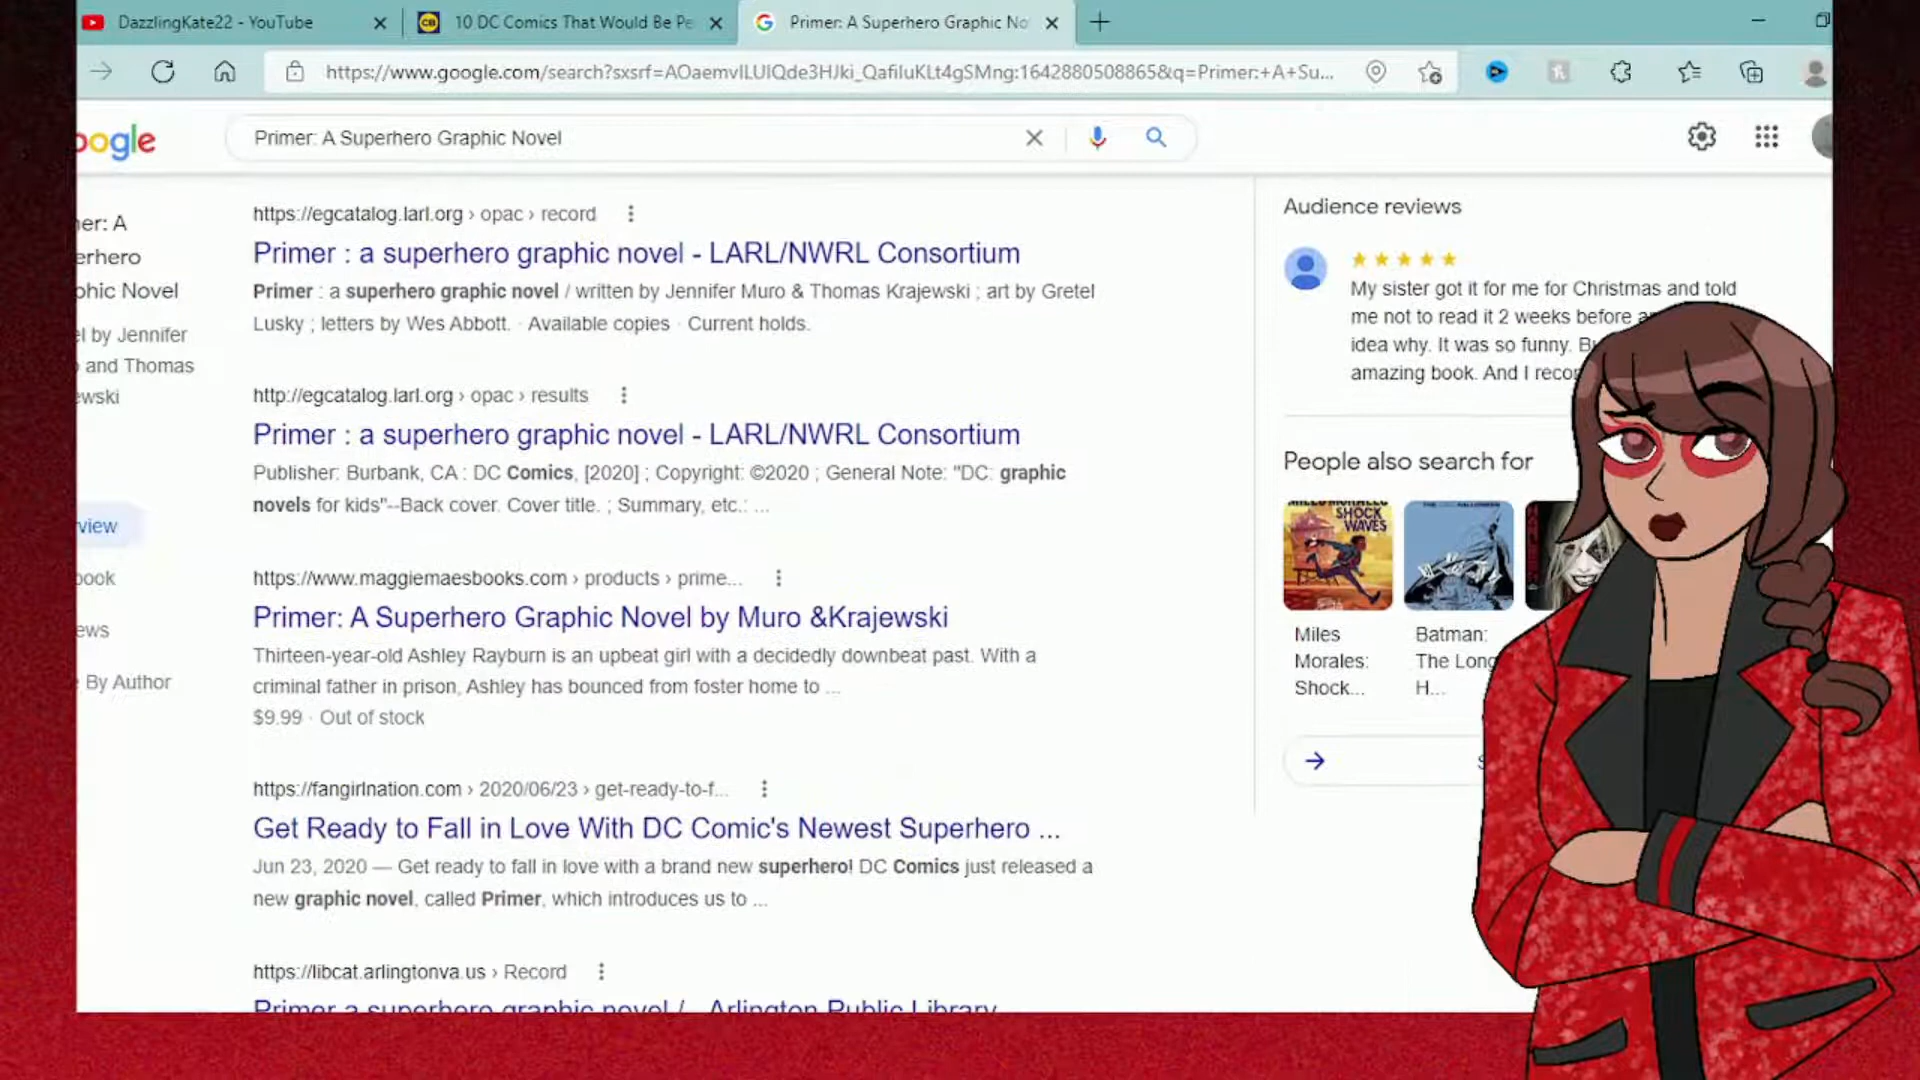 DazzlingKate22 - YouTube
CB
10 DC Comics That Would Be Pe
Primer: A Superhero Graphic No
https://www.google.com/search?sxsrf=AOaemvILUIQde3HJki_QafiluKLt4gSMng:1642880508865&q=Primer:+A+Su...
oogle
Primer: A Superhero Graphic Novel
er: A
erhero
phic Novel
el by Jennifer
and Thomas
ewski
view
book
ews
By Author
https://egcatalog.larl.org › opac › record
Primer : a superhero graphic novel - LARL/NWRL Consortium
Primer : a superhero graphic novel / written by Jennifer Muro & Thomas Krajewski ; art by Gretel
Lusky ; letters by Wes Abbott. · Available copies · Current holds.
http://egcatalog.larl.org › opac › results
Primer : a superhero graphic novel - LARL/NWRL Consortium
Publisher: Burbank, CA : DC Comics, [2020] ; Copyright: ©2020 ; General Note: "DC: graphic
novels for kids"--Back cover. Cover title. ; Summary, etc.: ...
https://www.maggiemaesbooks.com › products › prime...
Primer: A Superhero Graphic Novel by Muro &Krajewski
Thirteen-year-old Ashley Rayburn is an upbeat girl with a decidedly downbeat past. With a
criminal father in prison, Ashley has bounced from foster home to ...
$9.99 · Out of stock
https://fangirlnation.com › 2020/06/23 › get-ready-to-f...
Get Ready to Fall in Love With DC Comic's Newest Superhero ...
Jun 23, 2020 — Get ready to fall in love with a brand new superhero! DC Comics just released a
new graphic novel, called Primer, which introduces us to ...
https://libcat.arlingtonva.us › Record
Primer a superhero graphic novel / - Arlington Public Library
Audience reviews
My sister got it for me for Christmas and told
me not to read it 2 weeks before
idea why. It was so funny. B
amazing book. And I reco
People also search for
SHOCK
WAVES
Miles
Morales:
Shock...
Batman:
The Long
H...